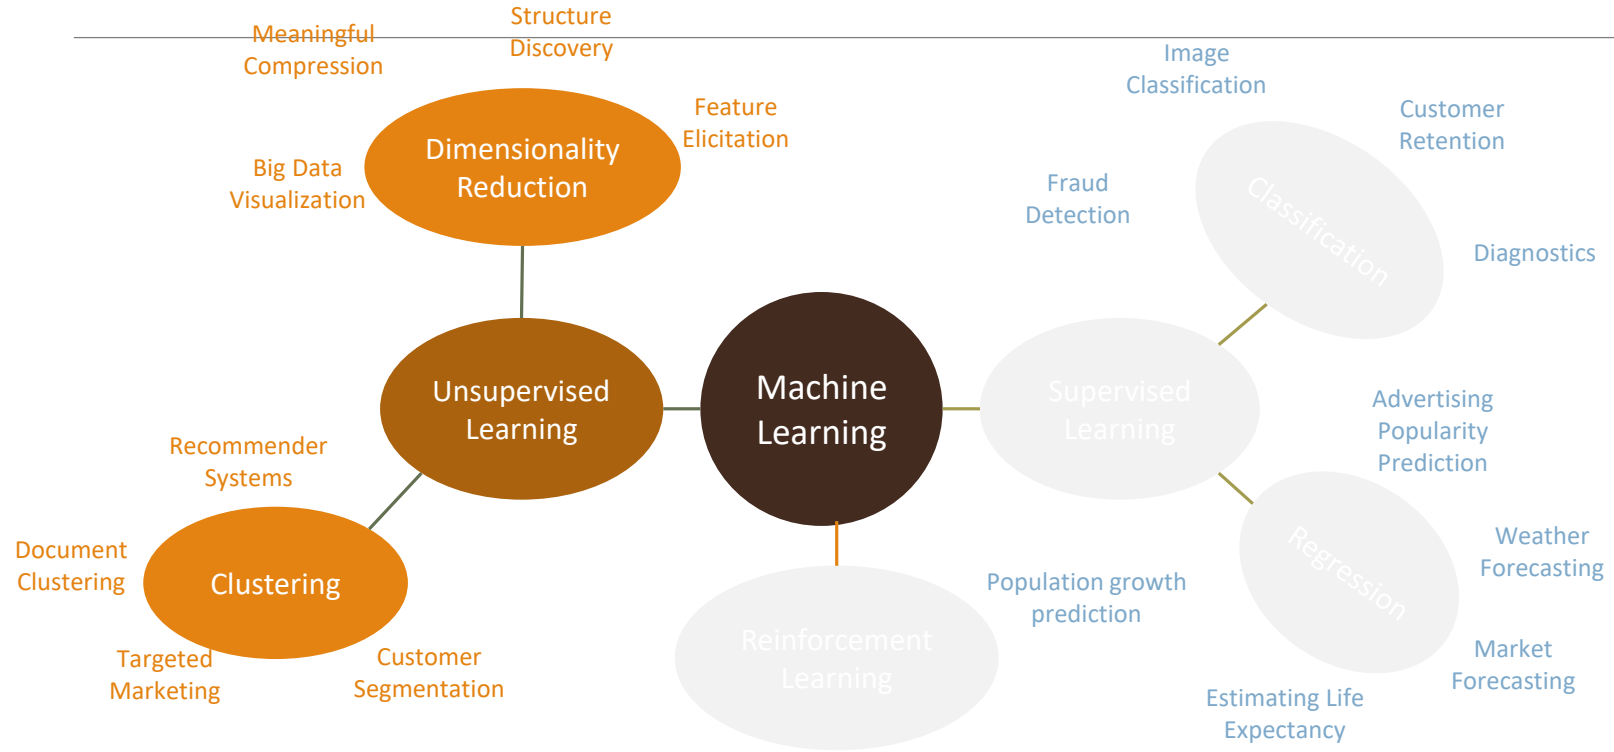 Structure
Discovery
Meaningful
Compression
Feature
Elicitation
Dimensionality
Reduction
Big Data
Visualization
Unsupervised
Learning
Recommender
Systems
Document
Clustering
Clustering
Targeted
Marketing
Customer
Segmentation
Machine
Learning
Reinforcement
Learning
Supervised
Learning
Image
Classification
Customer
Retention
Fraud
Detection
Classification
Diagnostics
Advertising
Popularity
Prediction
Regression
Weather
Forecasting
Population growth
prediction
Market
Forecasting
Estimating Life
Expectancy